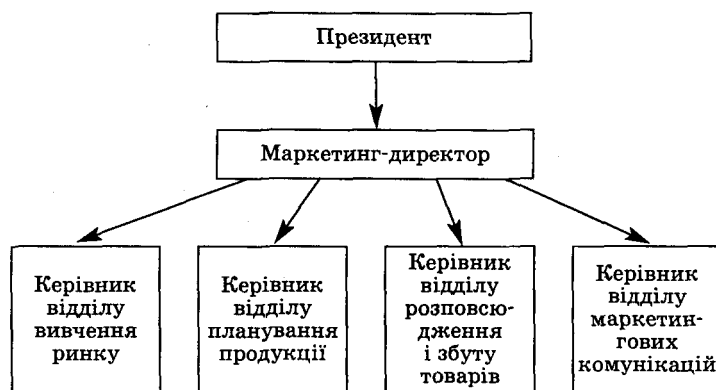 Президент
Маркетинг-директор
Керівник
відділу
вивчення
ринку
Керівник
відділу
планування
продукції
Керівник
відділу
розповсю-
дження
і збуту
товарів
Керівник
відділу
маркетин-
гових
комунікацій